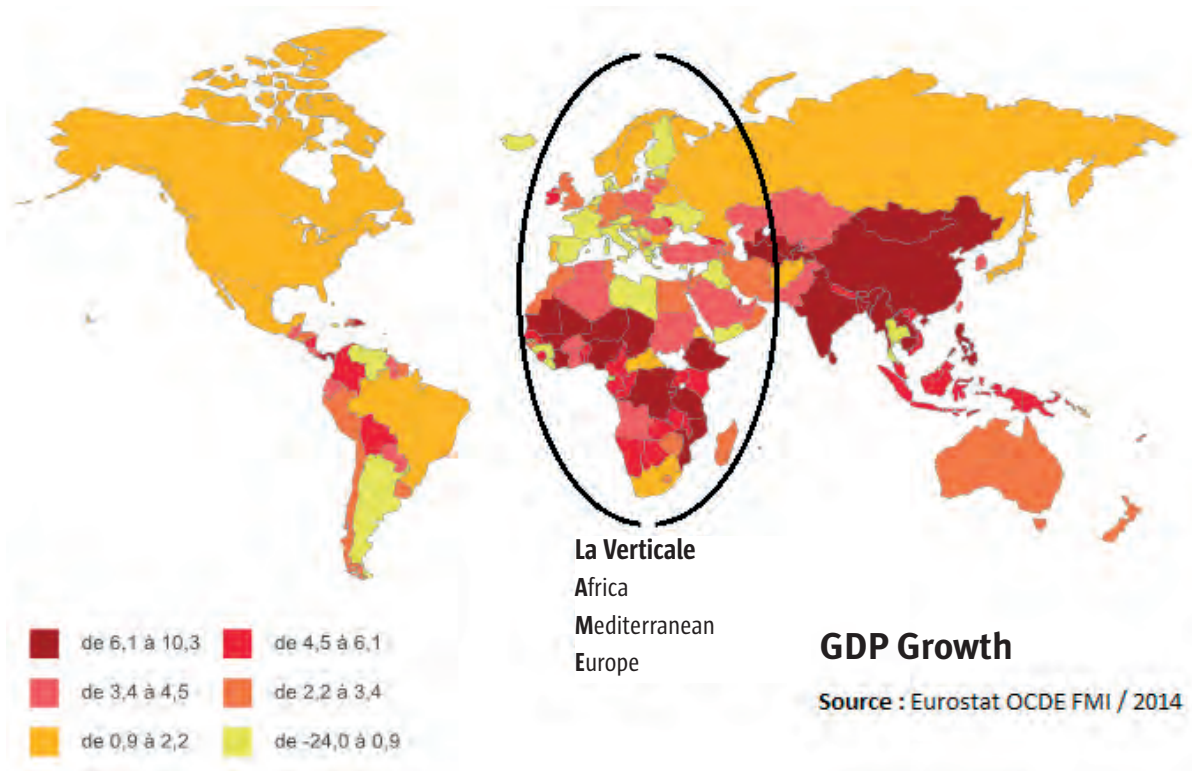 La Verticale
Africa
Mediterranean
Europe
de 6,1 à 10,3
de 4,5 à 6,1
de 3,4 à 4,5
de 2,2 à 3,4
de 0,9 à 2,2
de -24,0 à 0,9
GDP Growth
Source : Eurostat OCDE FMI / 2014